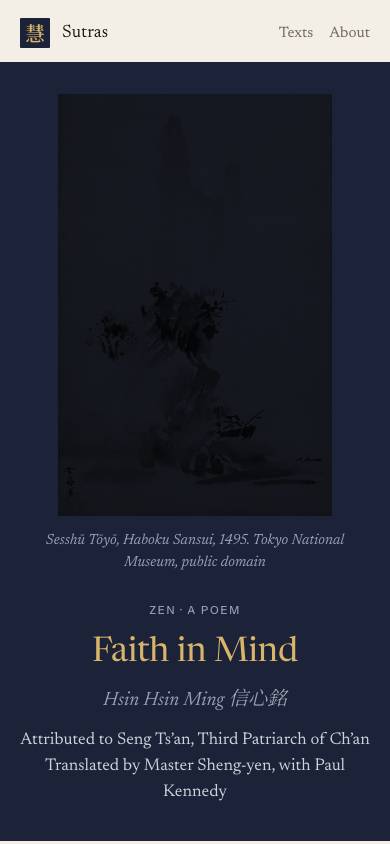 慧 Sutras Texts About
Sesshū Tōyō, Haboku Sansui, 1495. Tokyo National
Museum, public domain
ZEN · A POEM
Faith in Mind
Hsin Hsin Ming 信心銘
Attributed to Seng Ts’an, Third Patriarch of Ch’an
Translated by Master Sheng-yen, with Paul
Kennedy